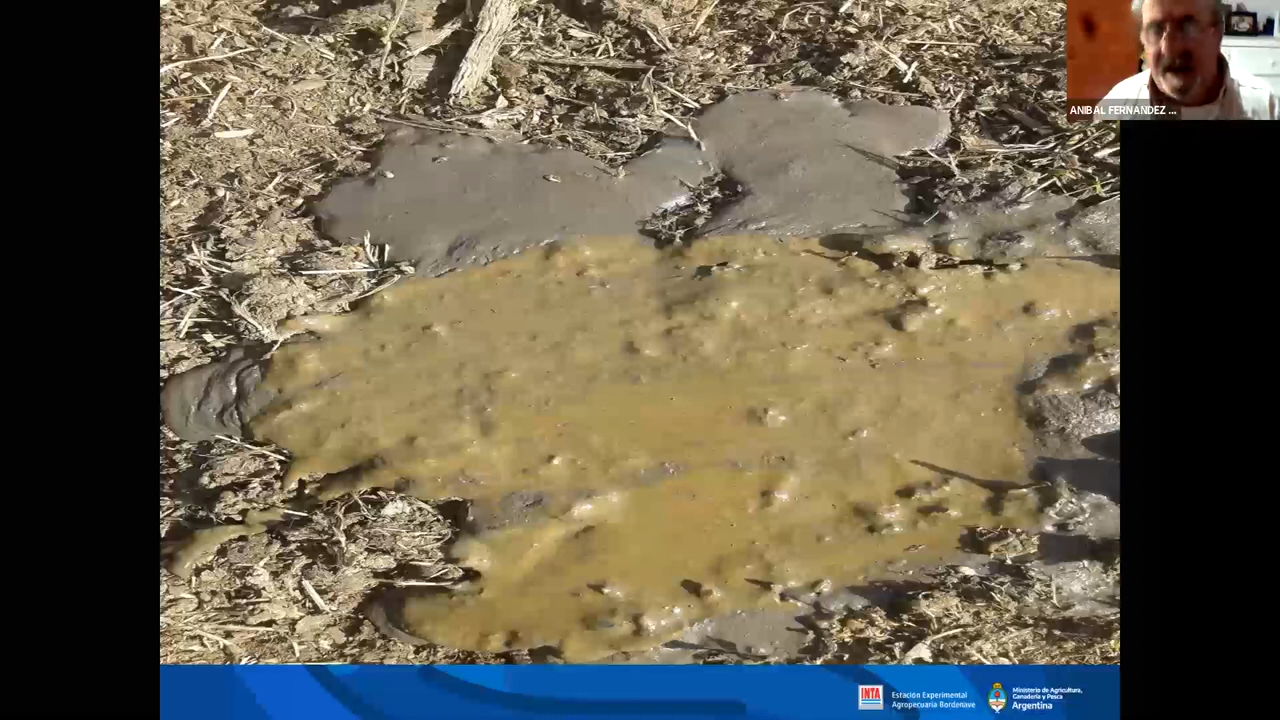 ANIBAL FERNANDEZ ...
INTA
Estación Experimental
Agropecuaria Bordenave
Ministerio de Agricultura,
Ganadería y Pesca
Argentina